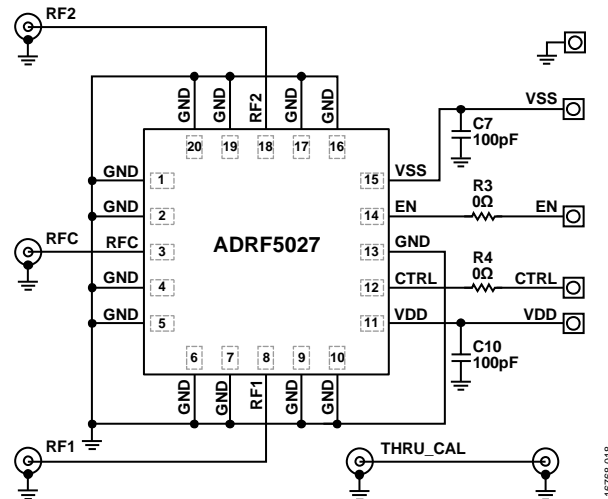 RF2
GND
GND
RF2
GND
GND
VSS
C7
100pF
20
19
18
17
16
GND
1
15
VSS
R3
0Ω
GND
2
14
EN
EN
RFC
RFC
3
ADRF5027
13
GND
R4
0Ω
GND
4
12
CTRL
CTRL
GND
5
11
VDD
VDD
C10
100pF
6
7
8
9
10
GND
GND
RF1
GND
GND
RF1
THRU_CAL
16768-018